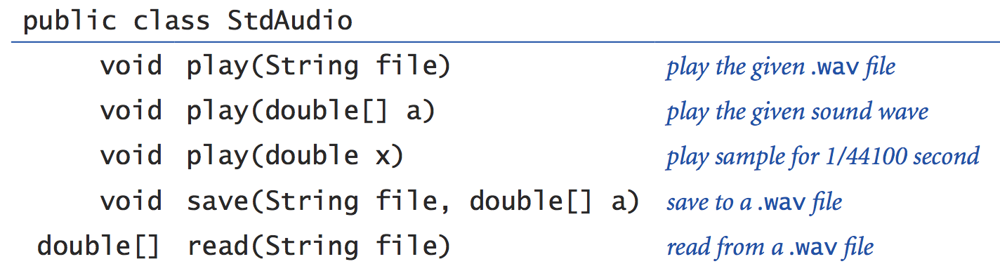 public class StdAudio
void play(String file) play the given .wav file
void play(double[] a) play the given sound wave
void play(double x) play sample for 1/44100 second
void save(String file, double[] a) save to a .wav file
double[] read(String file) read from a .wav file